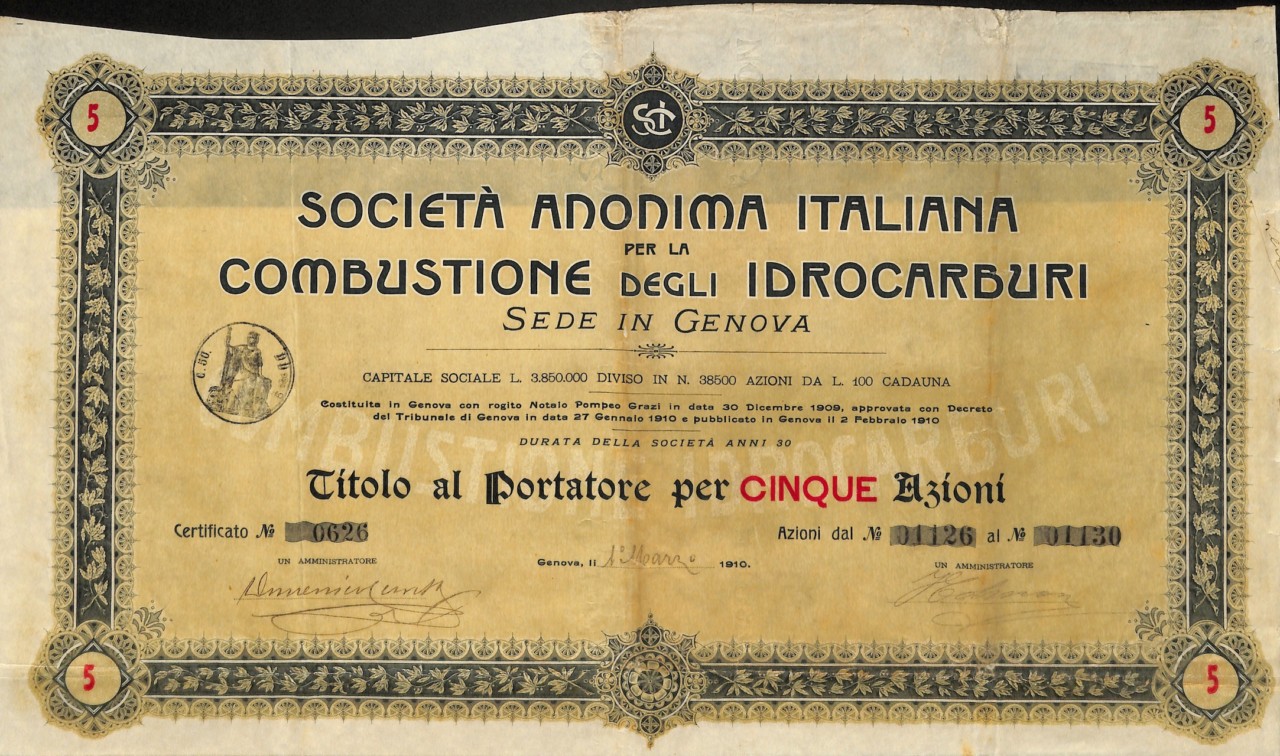 5
SCI
5
SOCIETÀ ANONIMA ITALIANA
PER LA
COMBUSTIONE DEGLI IDROCARBURI
SEDE IN GENOVA
C. 50.
CAPITALE SOCIALE L. 3.850.000 DIVISO IN N. 38500 AZIONI DA L. 100 CADAUNA
Costituita in Genova con rogito Notaio Pompeo Grazi in data 30 Dicembre 1909, approvata con Decreto
del Tribunale di Genova in data 27 Gennaio 1910 e pubblicato in Genova il 2 Febbraio 1910
COMBUSTIONE IDROCARBURI
DURATA DELLA SOCIETÀ ANNI 30
Titolo al Portatore per CINQUE Azioni
Certificato № 0626
Azioni dal № 01126 al № 01130
UN AMMINISTRATORE
Genova, li 1º Marzo 1910.
UN AMMINISTRATORE
5
5